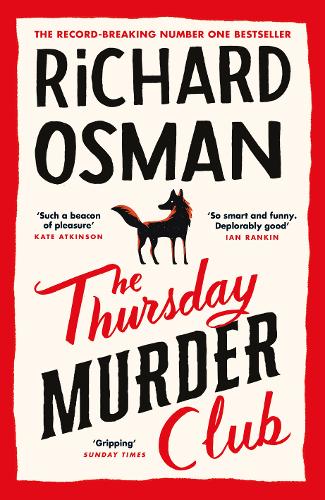 THE RECORD-BREAKING NUMBER ONE BESTSELLER
RiCHARD
OSMAN
'Such a beacon
of pleasure'
KATE ATKINSON
'So smart and funny.
Deplorably good'
IAN RANKIN
The
Thursday
MURDER
Club
'Gripping'
SUNDAY TIMES